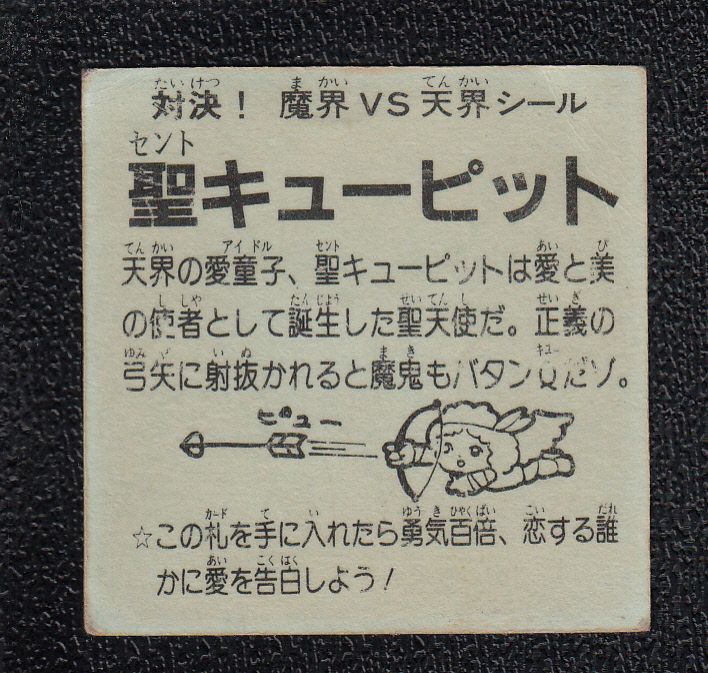 対決！ 魔界VS天界シール
セント
聖キューピット
天界の愛童子、聖キューピットは愛と美
の使者として誕生した聖天使だ。正義の
弓矢に射抜かれると魔鬼もバタンQだゾ。
ピュー
☆この札を手に入れたら勇気百倍、恋する誰
かに愛を告白しよう！